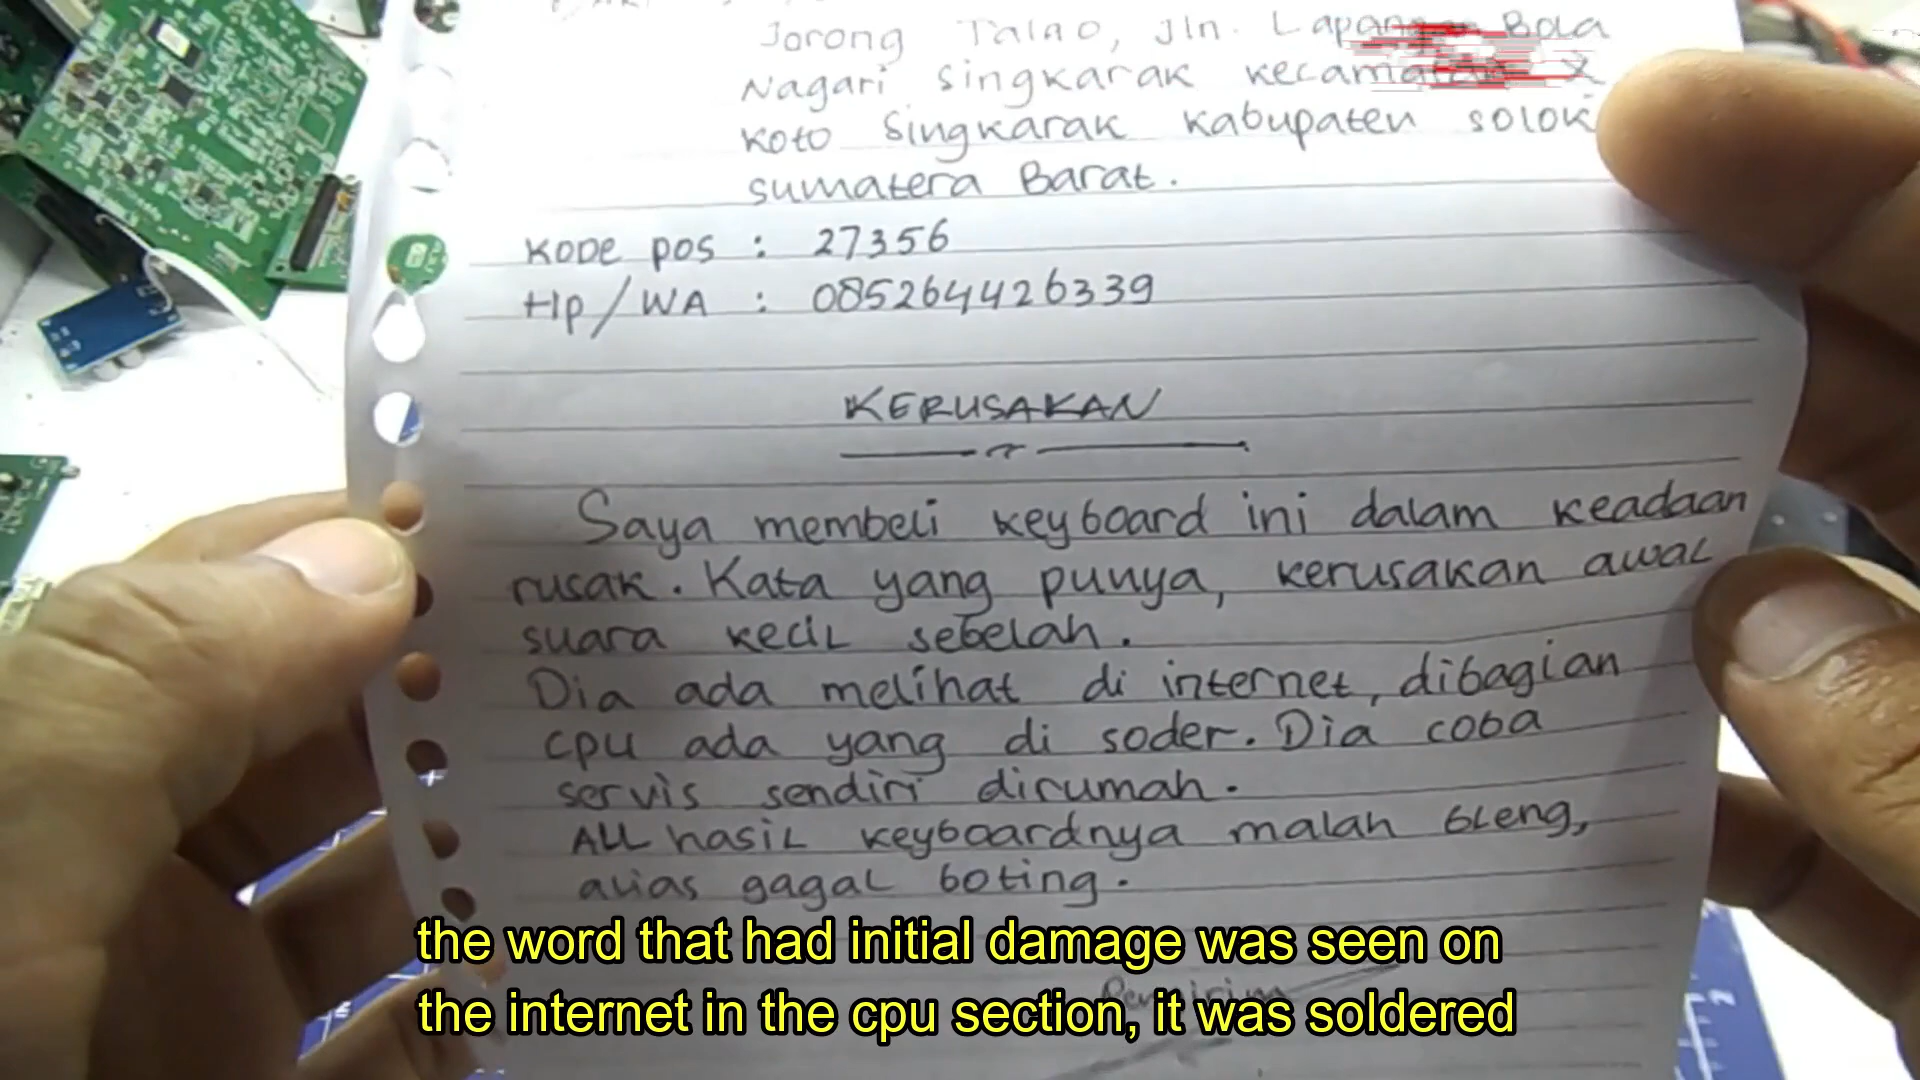 Jorong Talao, Jln. Lapangan Bola
Nagari Singkarak Kecamatan X
Koto Singkarak Kabupaten Solok
Sumatera Barat.
Kode pos : 27356
Hp/WA : 085264426339
KERUSAKAN
Saya membeli keyboard ini dalam keadaan
rusak. Kata yang punya, kerusakan awal
suara kecil sebelah.
Dia ada melihat di internet, dibagian
cpu ada yang di soder. Dia coba
servis sendiri dirumah.
All hasil keyboardnya malah bleng,
alias gagal boting.
Pengirim
the word that had initial damage was seen on
the internet in the cpu section, it was soldered